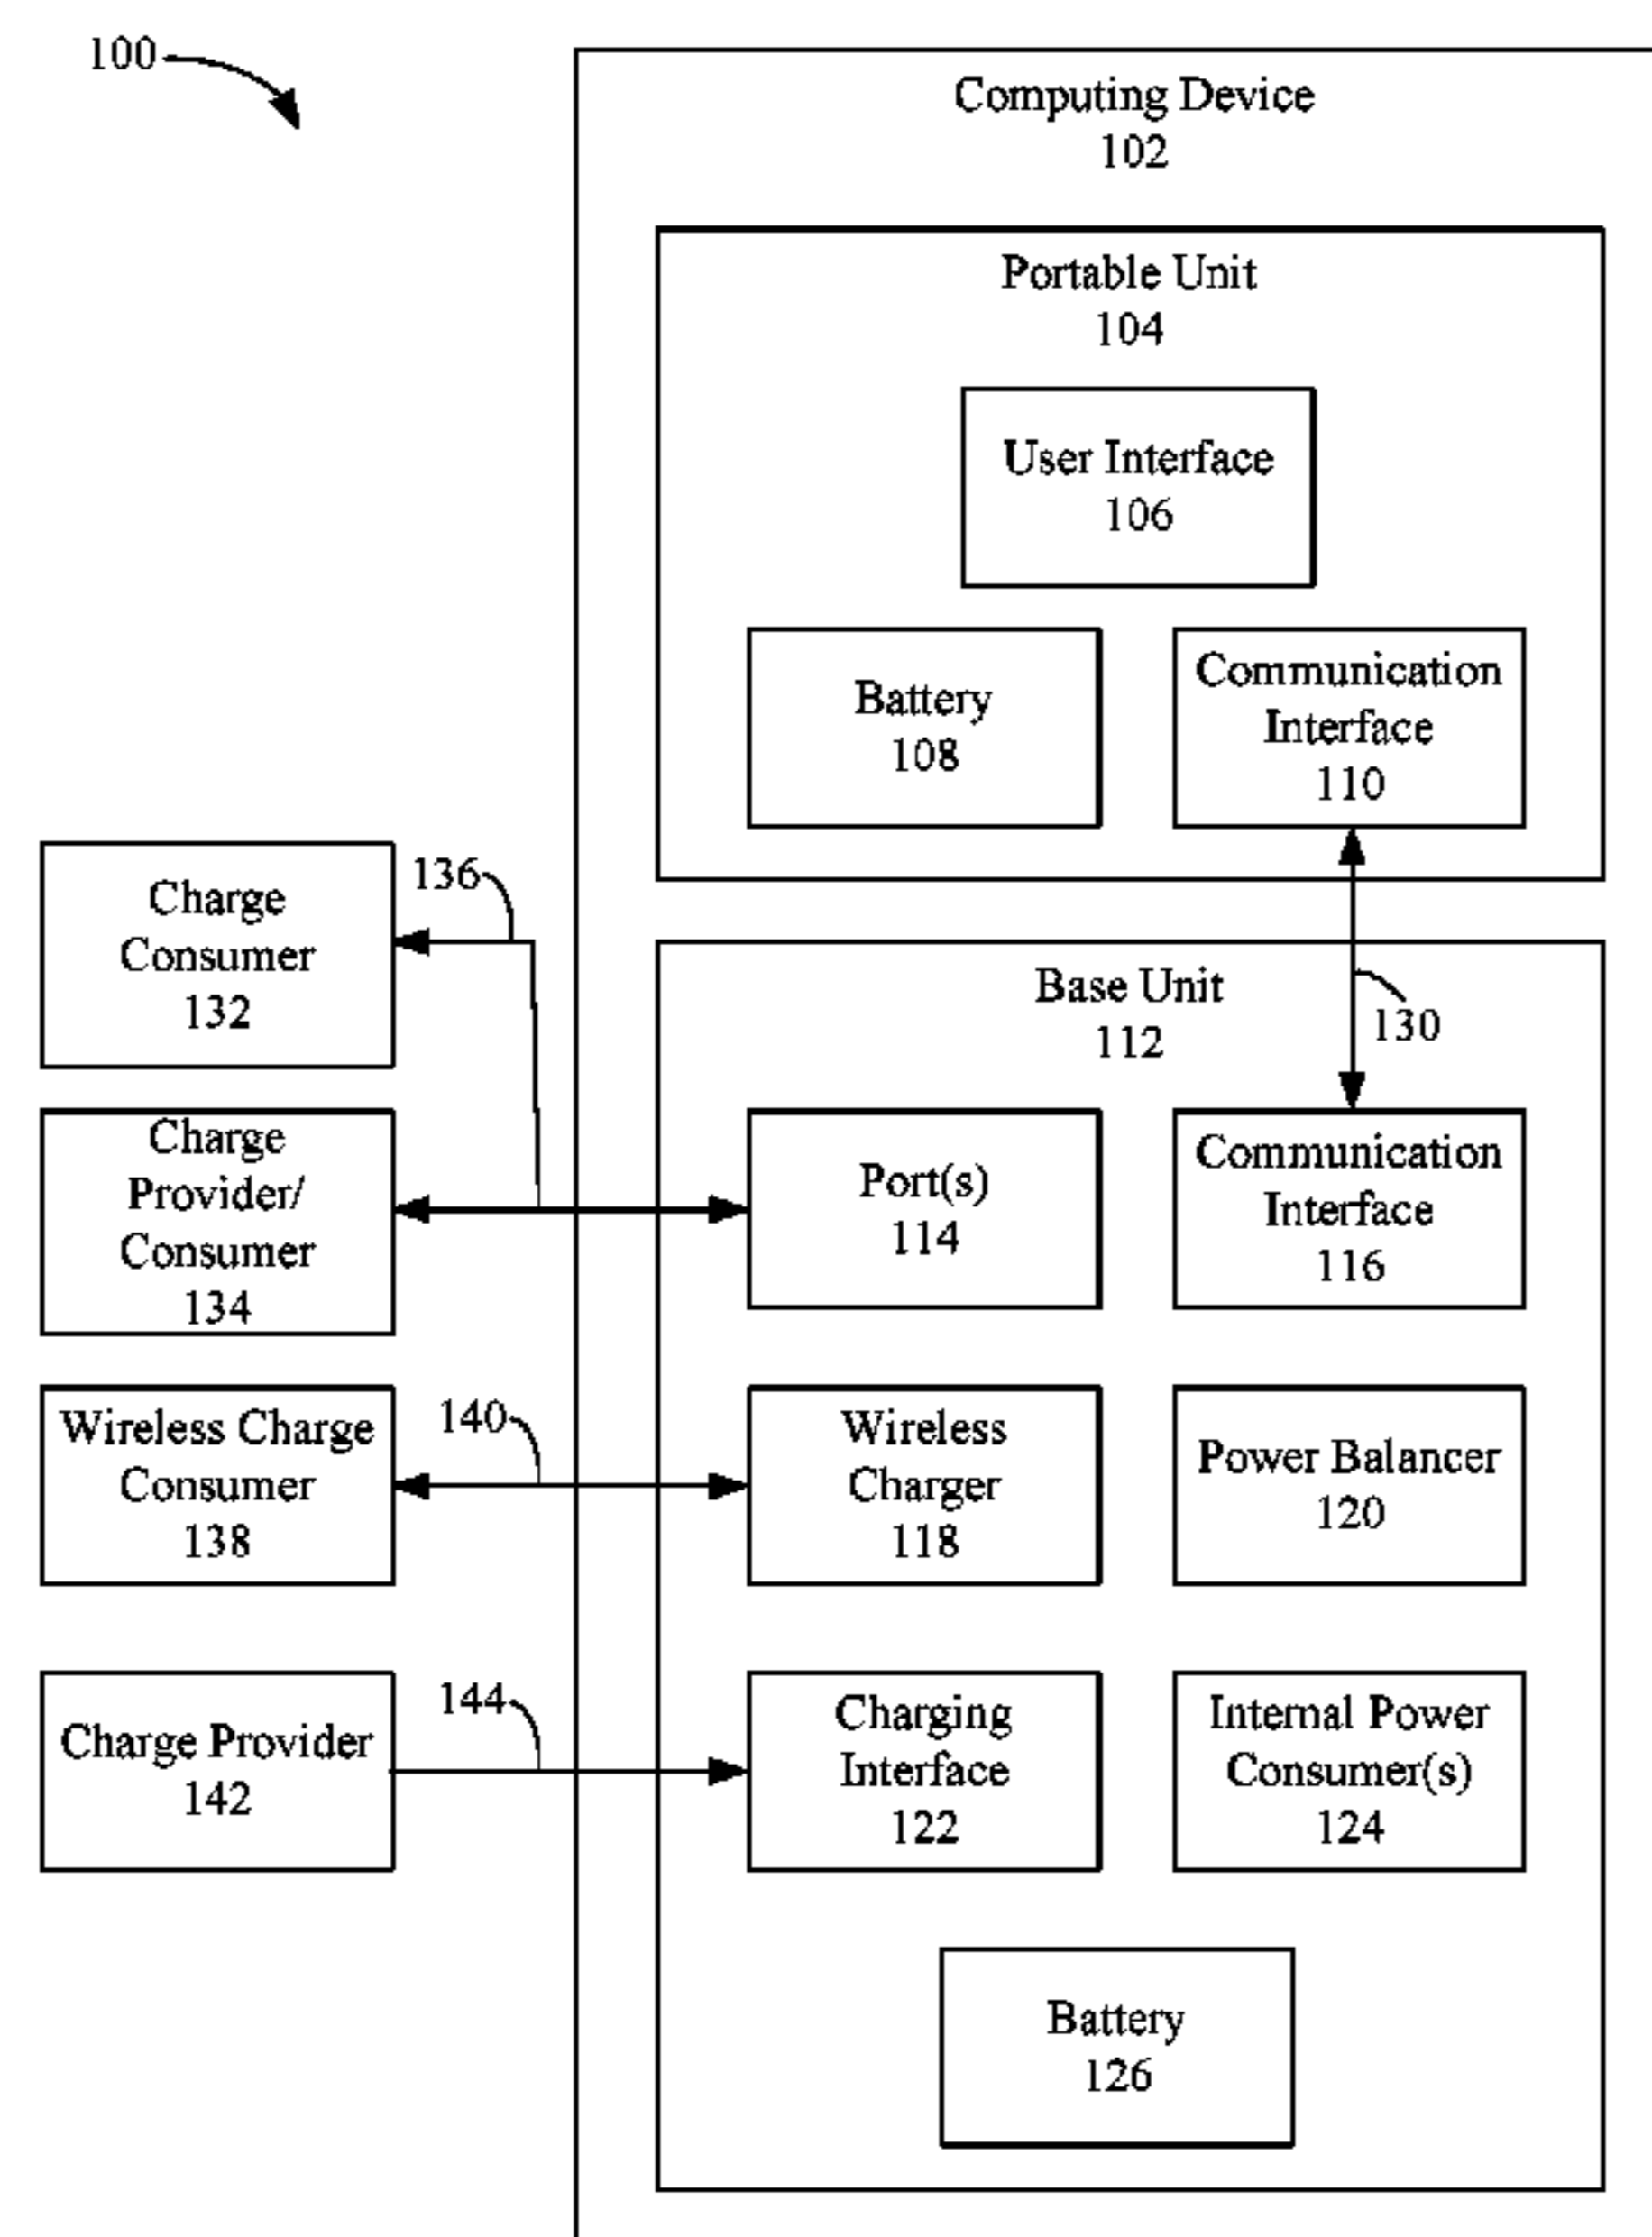 100
Computing Device
102
Portable Unit
104
User Interface
106
Battery
108
Communication
Interface
110
Charge
Consumer
132
136
Base Unit
112
130
Charge
Provider/
Consumer
134
Port(s)
114
Communication
Interface
116
Wireless Charge
Consumer
138
140
Wireless
Charger
118
Power Balancer
120
Charge Provider
142
144
Charging
Interface
122
Internal Power
Consumer(s)
124
Battery
126